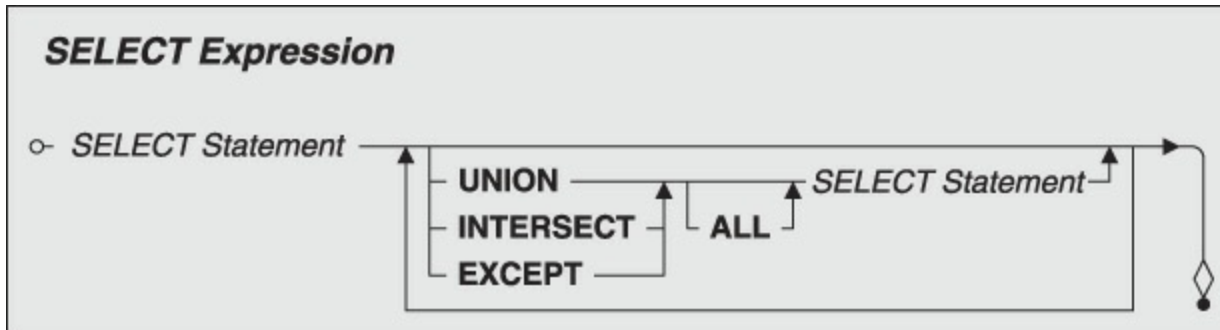 SELECT Expression
SELECT Statement
UNION
SELECT Statement
INTERSECT
ALL
EXCEPT